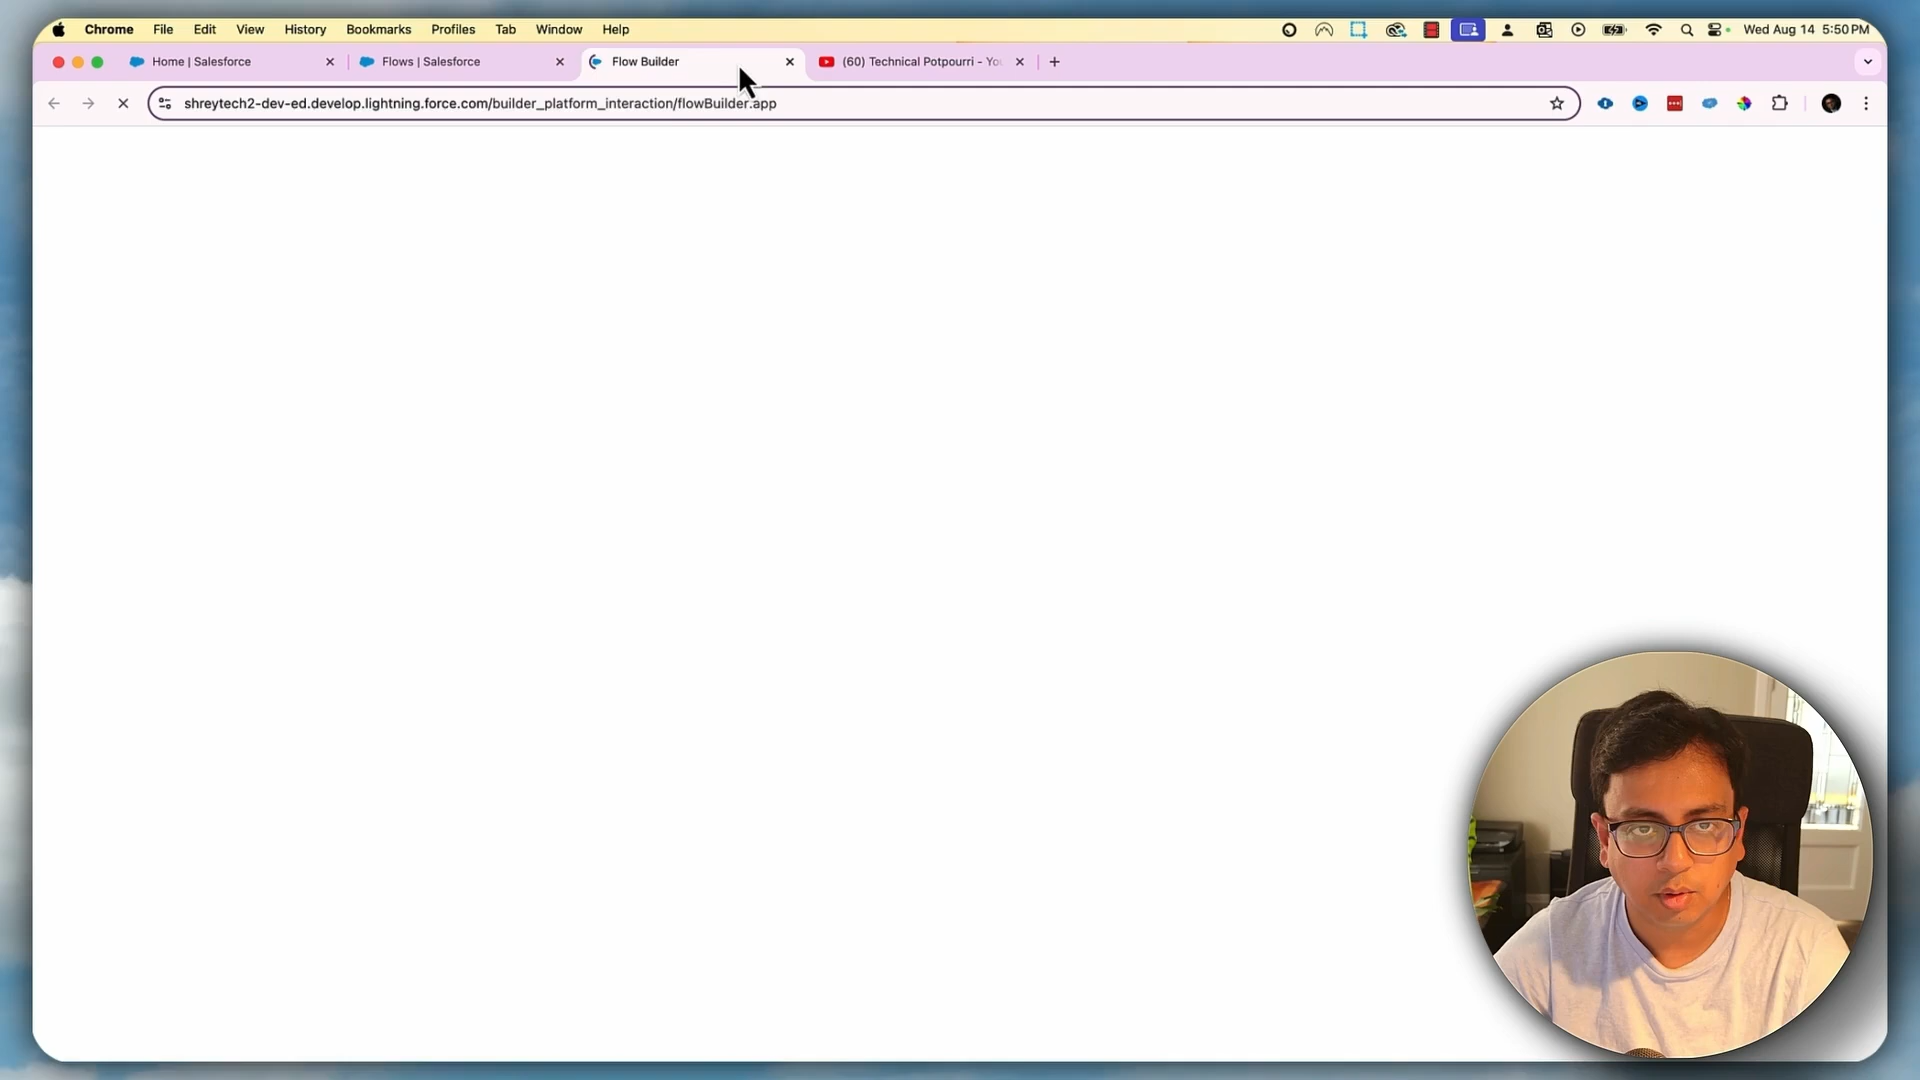 Chrome File Edit View History Bookmarks Profiles Tab Window Help Wed Aug 14 5:50 PM
Home | Salesforce Flows | Salesforce Flow Builder (60) Technical Potpourri - You
shreytech2-dev-ed.develop.lightning.force.com/builder_platform_interaction/flowBuilder.app